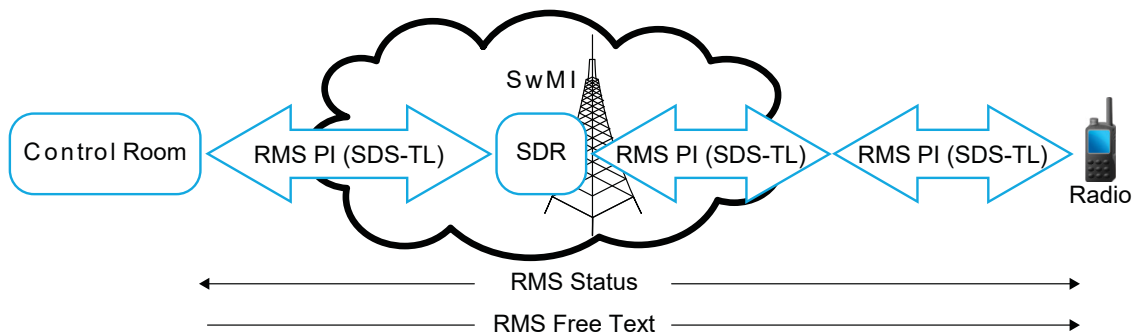 SwMI
Control Room
RMS PI (SDS-TL)
SDR
RMS PI (SDS-TL)
RMS PI (SDS-TL)
Radio
RMS Status
RMS Free Text